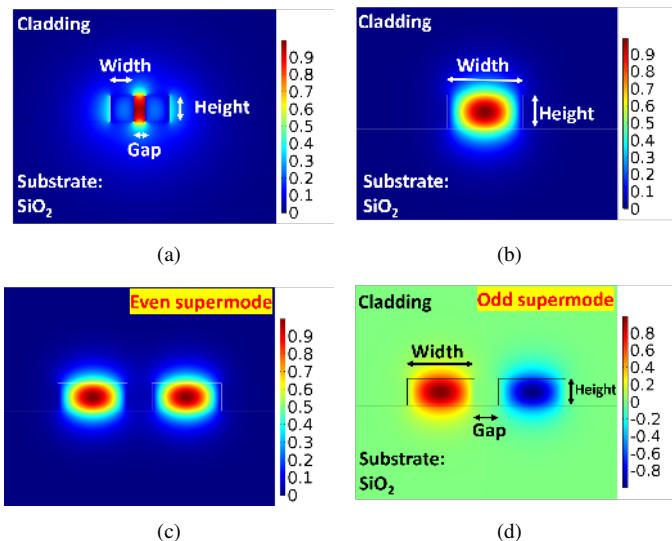 Cladding
Width
Height
Gap
Substrate:
SiO₂
0.9
0.8
0.7
0.6
0.5
0.4
0.3
0.2
0.1
0
(a)
Cladding
Width
Height
Substrate:
SiO₂
0.9
0.8
0.7
0.6
0.5
0.4
0.3
0.2
0.1
0
(b)
Even supermode
0.9
0.8
0.7
0.6
0.5
0.4
0.3
0.2
0.1
0
(c)
Cladding
Odd supermode
Width
Height
Gap
Substrate:
SiO₂
0.8
0.6
0.4
0.2
0
-0.2
-0.4
-0.6
-0.8
(d)